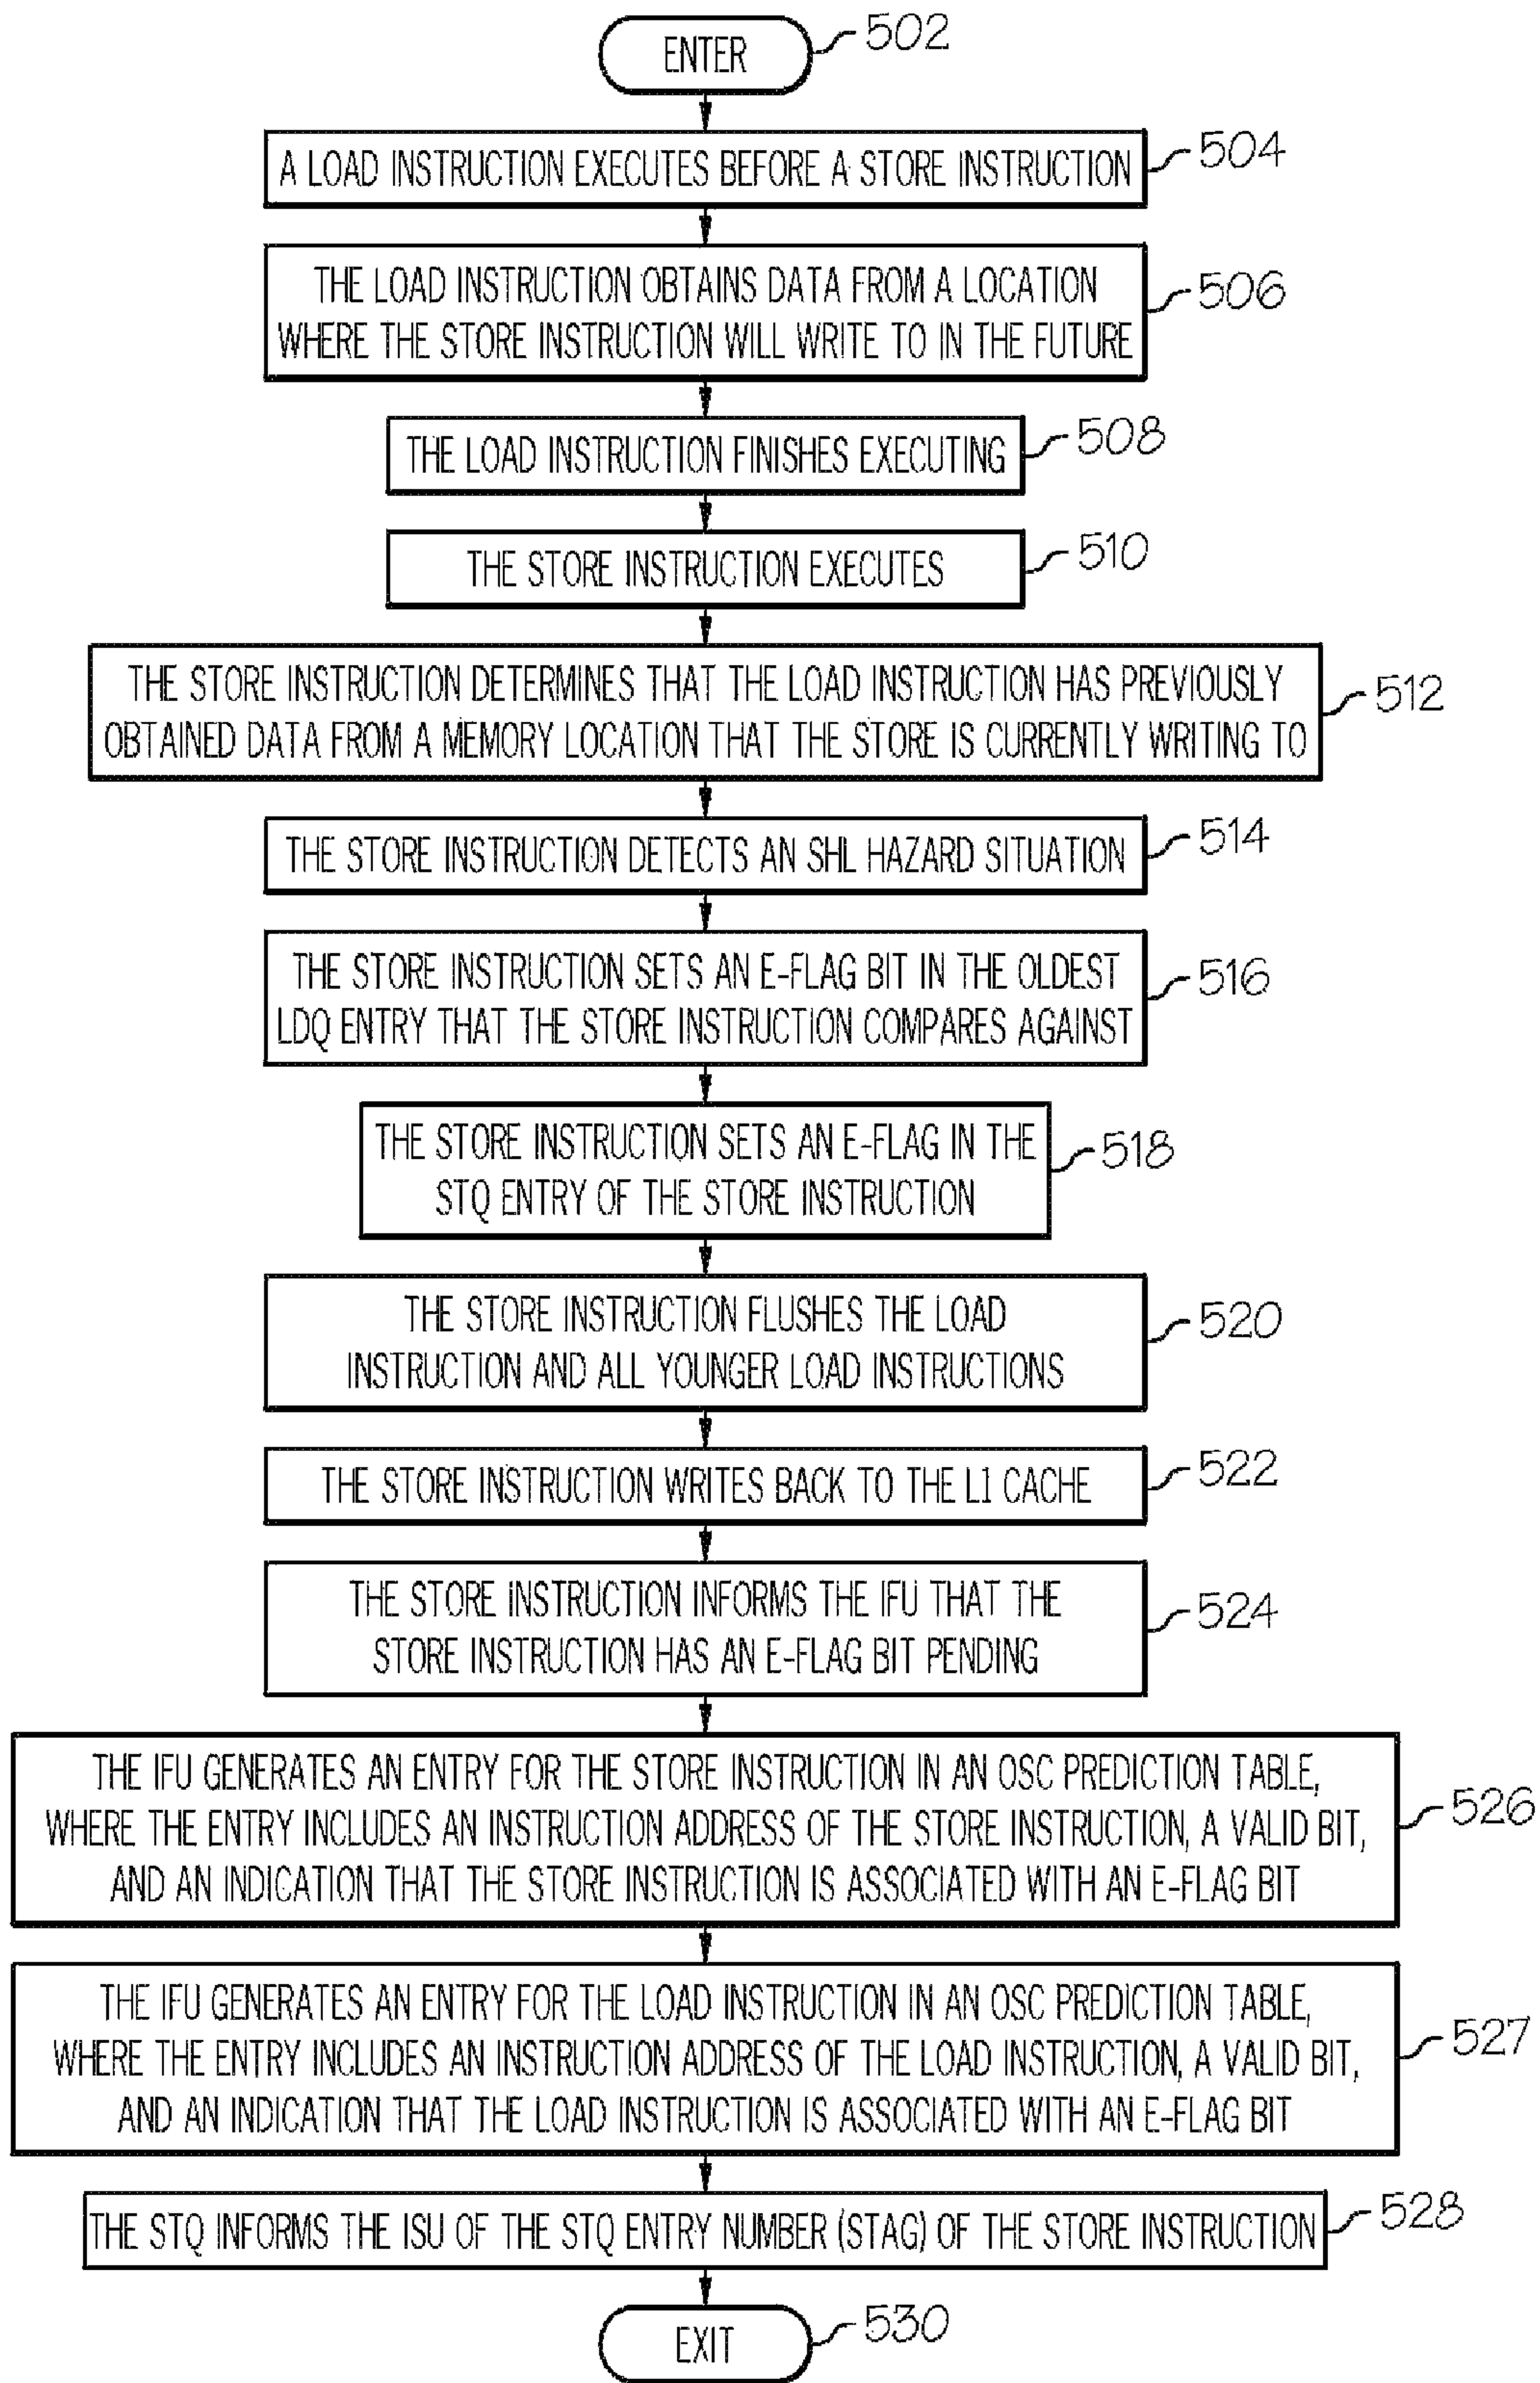 ENTER
502
A LOAD INSTRUCTION EXECUTES BEFORE A STORE INSTRUCTION
504
THE LOAD INSTRUCTION OBTAINS DATA FROM A LOCATION
WHERE THE STORE INSTRUCTION WILL WRITE TO IN THE FUTURE
506
THE LOAD INSTRUCTION FINISHES EXECUTING
508
THE STORE INSTRUCTION EXECUTES
510
THE STORE INSTRUCTION DETERMINES THAT THE LOAD INSTRUCTION HAS PREVIOUSLY
OBTAINED DATA FROM A MEMORY LOCATION THAT THE STORE IS CURRENTLY WRITING TO
512
THE STORE INSTRUCTION DETECTS AN SHL HAZARD SITUATION
514
THE STORE INSTRUCTION SETS AN E-FLAG BIT IN THE OLDEST
LDQ ENTRY THAT THE STORE INSTRUCTION COMPARES AGAINST
516
THE STORE INSTRUCTION SETS AN E-FLAG IN THE
STQ ENTRY OF THE STORE INSTRUCTION
518
THE STORE INSTRUCTION FLUSHES THE LOAD
INSTRUCTION AND ALL YOUNGER LOAD INSTRUCTIONS
520
THE STORE INSTRUCTION WRITES BACK TO THE L1 CACHE
522
THE STORE INSTRUCTION INFORMS THE IFU THAT THE
STORE INSTRUCTION HAS AN E-FLAG BIT PENDING
524
THE IFU GENERATES AN ENTRY FOR THE STORE INSTRUCTION IN AN OSC PREDICTION TABLE,
WHERE THE ENTRY INCLUDES AN INSTRUCTION ADDRESS OF THE STORE INSTRUCTION, A VALID BIT,
AND AN INDICATION THAT THE STORE INSTRUCTION IS ASSOCIATED WITH AN E-FLAG BIT
526
THE IFU GENERATES AN ENTRY FOR THE LOAD INSTRUCTION IN AN OSC PREDICTION TABLE,
WHERE THE ENTRY INCLUDES AN INSTRUCTION ADDRESS OF THE LOAD INSTRUCTION, A VALID BIT,
AND AN INDICATION THAT THE LOAD INSTRUCTION IS ASSOCIATED WITH AN E-FLAG BIT
527
THE STQ INFORMS THE ISU OF THE STQ ENTRY NUMBER (STAG) OF THE STORE INSTRUCTION
528
EXIT
530